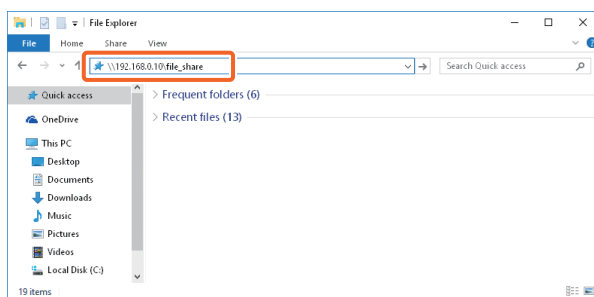 File Explorer
File Home Share View
\\192.168.0.10\file_share
Search Quick access
Quick access
Frequent folders (6)
OneDrive
Recent files (13)
This PC
Desktop
Documents
Downloads
Music
Pictures
Videos
Local Disk (C:)
19 items